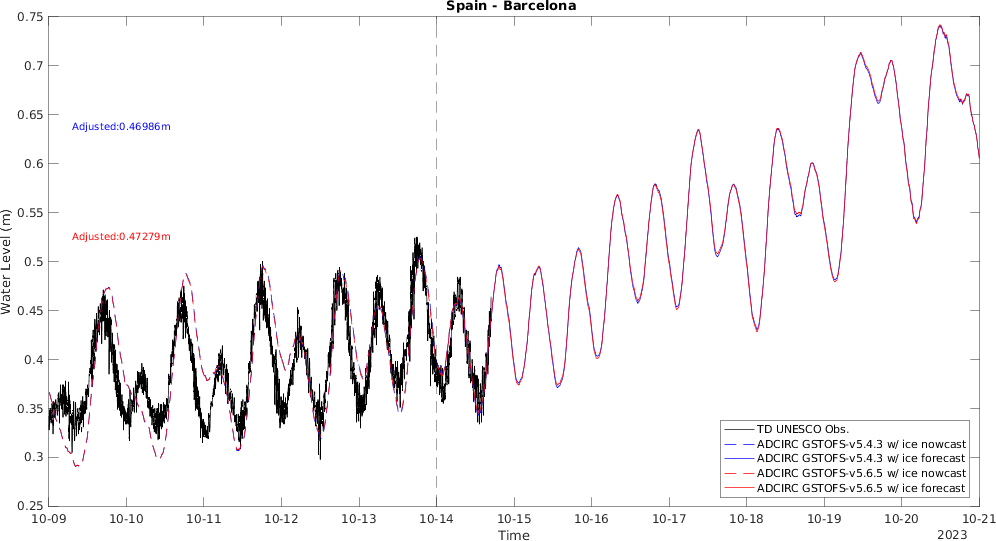 Spain - Barcelona
0.75
0.7
0.65
0.6
0.55
0.5
0.45
0.4
0.35
0.3
0.25
Water Level (m)
Adjusted:0.46986m
Adjusted:0.47279m
TD UNESCO Obs.
ADCIRC GSTOFS-v5.4.3 w/ ice nowcast
ADCIRC GSTOFS-v5.4.3 w/ ice forecast
ADCIRC GSTOFS-v5.6.5 w/ ice nowcast
ADCIRC GSTOFS-v5.6.5 w/ ice forecast
10-09 10-10 10-11 10-12 10-13 10-14 10-15 10-16 10-17 10-18 10-19 10-20 10-21
Time
2023